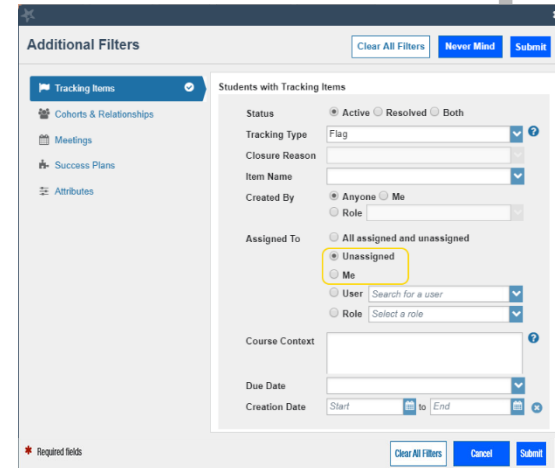 Additional Filters
Clear All Filters
Never Mind
Submit
Tracking Items
Cohorts & Relationships
Meetings
Success Plans
Attributes
Students with Tracking Items
Status Active Resolved Both
Tracking Type Flag
Closure Reason
Item Name
Created By Anyone Me
Role
Assigned To All assigned and unassigned
Unassigned
Me
User Search for a user
Role Select a role
Course Context
Due Date
Creation Date Start to End
Required fields
Clear All Filters
Cancel
Submit